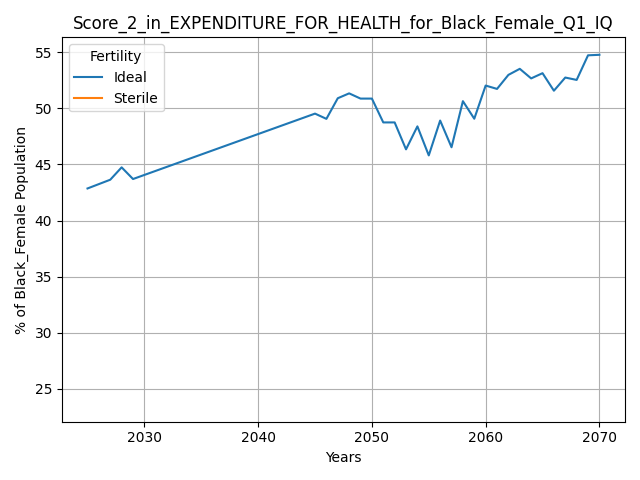 Score_2_in_EXPENDITURE_FOR_HEALTH_for_Black_Female_Q1_IQ
Fertility
Ideal
Sterile
% of Black_Female Population
55
50
45
40
35
30
25
2030 2040 2050 2060 2070
Years